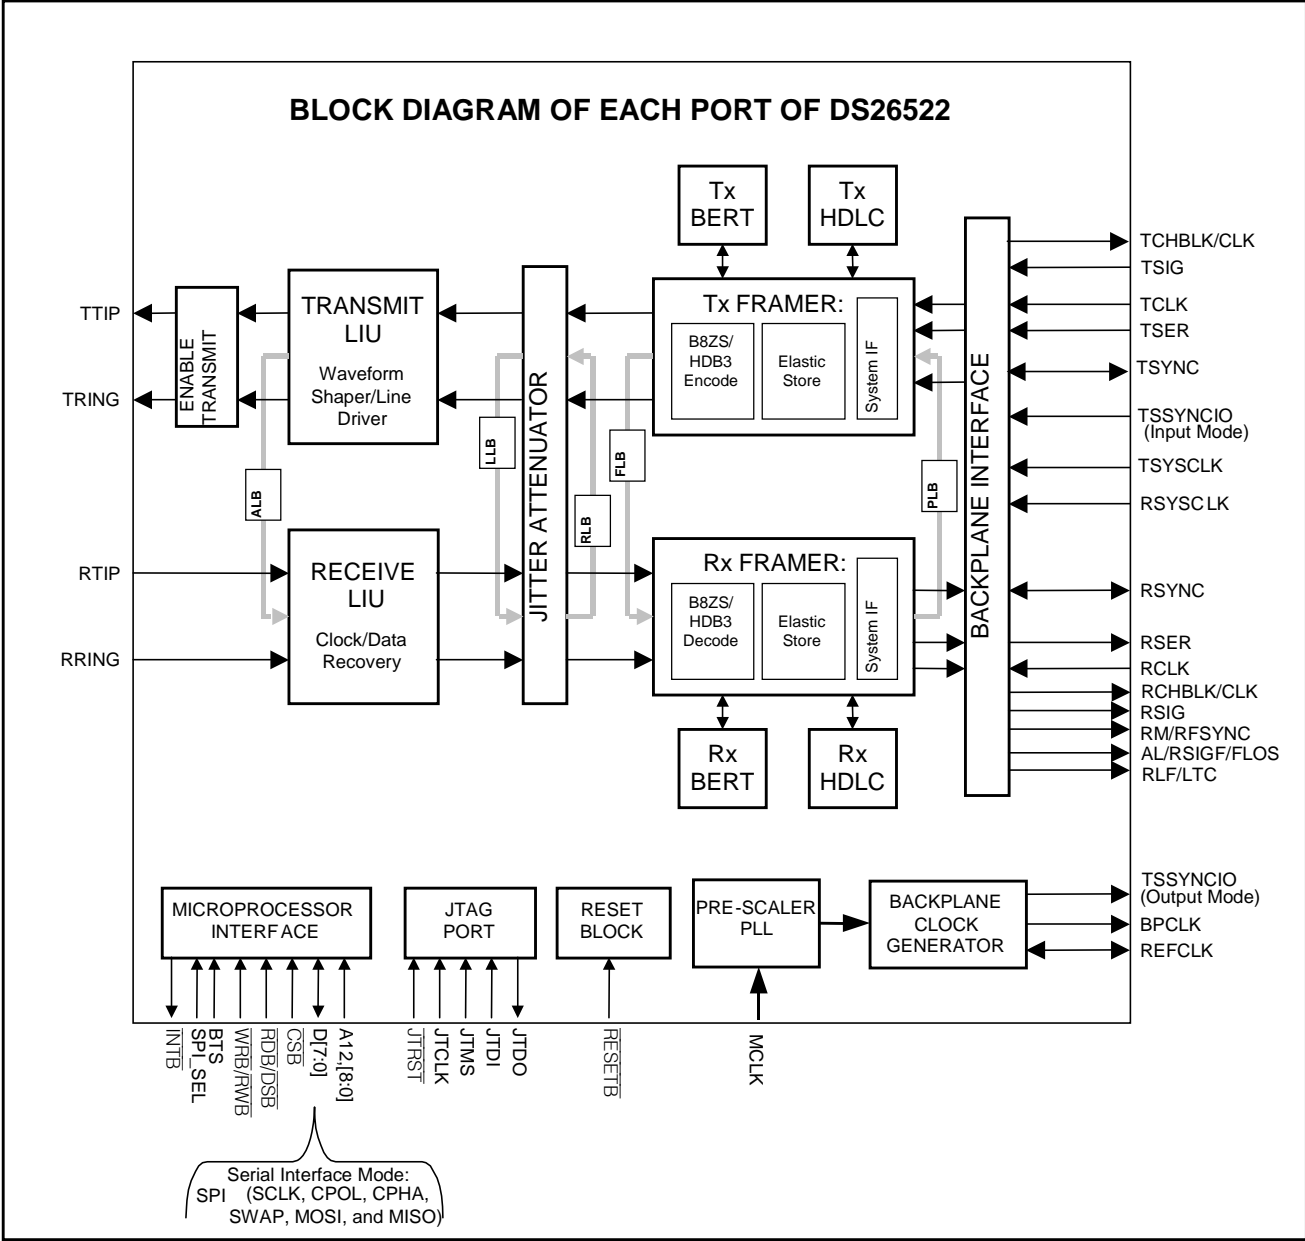 BLOCK DIAGRAM OF EACH PORT OF DS26522
Tx
BERT
Tx
HDLC
TTIP
TRING
ENABLE
TRANSMIT
TRANSMIT
LIU
Waveform
Shaper/Line
Driver
JITTER ATTENUATOR
Tx FRAMER:
B8ZS/
HDB3
Encode
Elastic
Store
System IF
BACKPLANE INTERFACE
TCHBLK/CLK
TSIG
TCLK
TSER
TSYNC
TSSYNCIO
(Input Mode)
TSYSCLK
RSYSCLK
ALB
LLB
RLB
FLB
PLB
RTIP
RRING
RECEIVE
LIU
Clock/Data
Recovery
Rx FRAMER:
B8ZS/
HDB3
Decode
Elastic
Store
System IF
RSYNC
RSER
RCLK
RCHBLK/CLK
RSIG
RM/RFSYNC
AL/RSIGF/FLOS
RLF/LTC
Rx
BERT
Rx
HDLC
MICROPROCESSOR
INTERFACE
JTAG
PORT
RESET
BLOCK
PRE-SCALER
PLL
BACKPLANE
CLOCK
GENERATOR
TSSYNCIO
(Output Mode)
BPCLK
REFCLK
INTB
SPI_SEL
BTS
WRB/RWB
RDB/DSB
CSB
D[7:0]
A12,[8:0]
JTRST
JTCLK
JTMS
JTDI
JTDO
RESETB
MCLK
Serial Interface Mode:
SPI (SCLK, CPOL, CPHA,
SWAP, MOSI, and MISO)